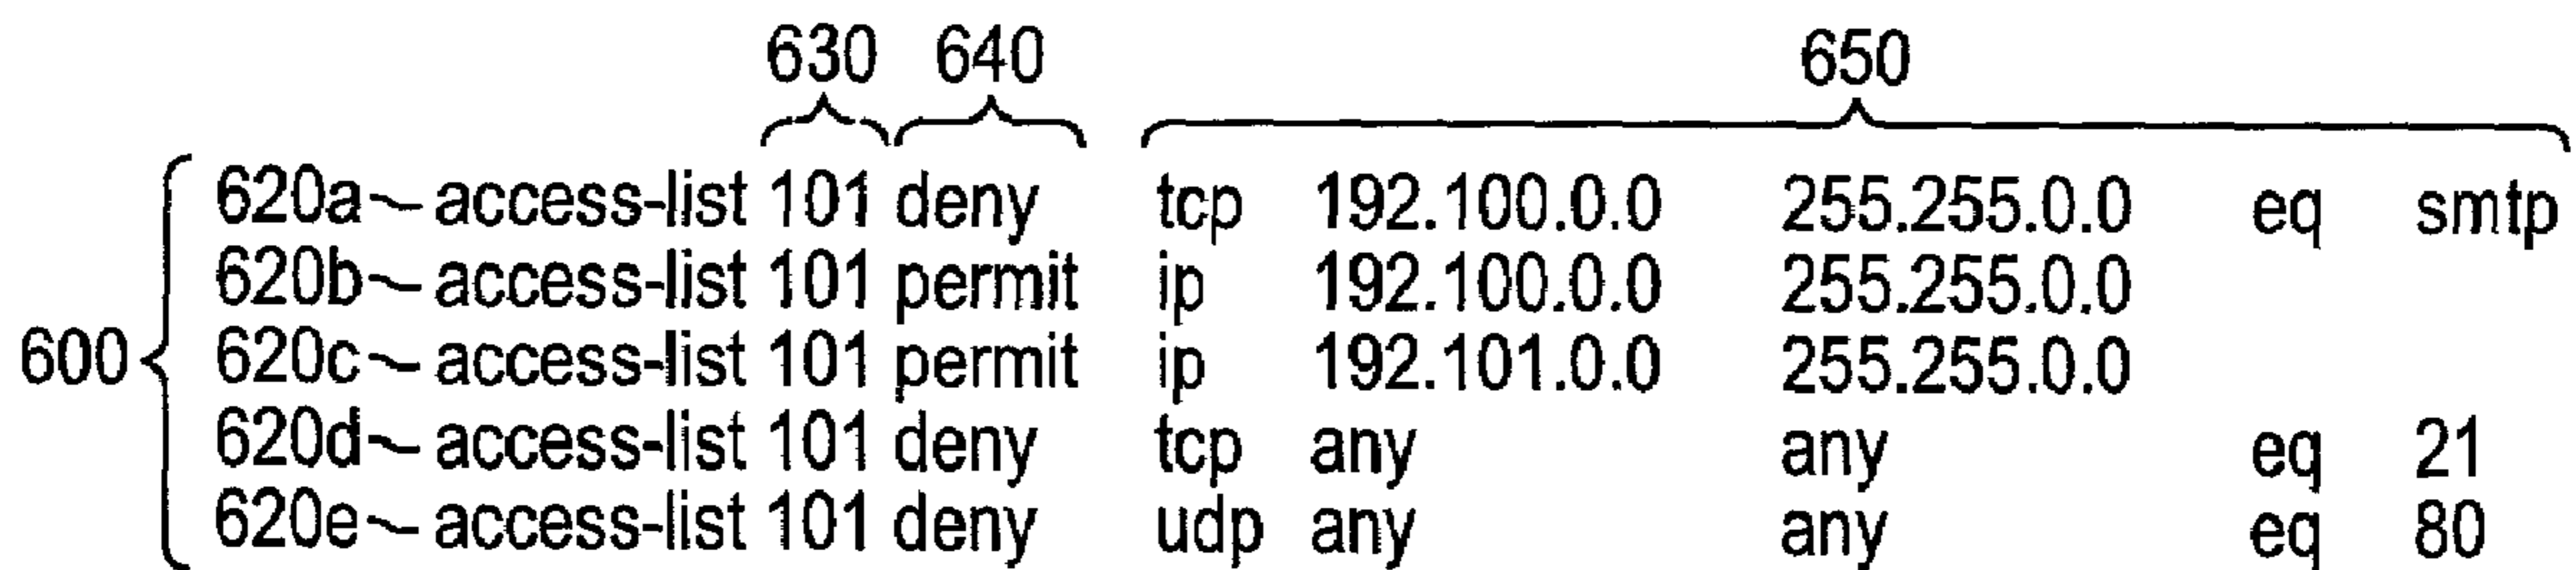 630 640 650
620a~ access-list 101 deny tcp 192.100.0.0 255.255.0.0 eq smtp
620b~ access-list 101 permit ip 192.100.0.0 255.255.0.0
600 620c~ access-list 101 permit ip 192.101.0.0 255.255.0.0
620d~ access-list 101 deny tcp any any eq 21
620e~ access-list 101 deny udp any any eq 80